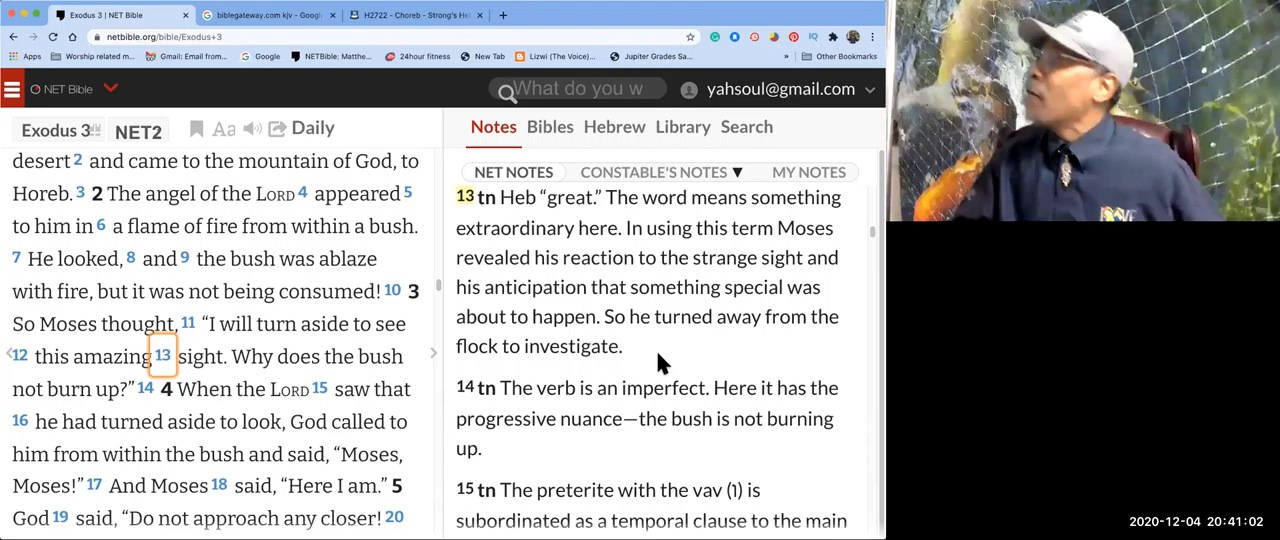 Exodus 3 | NET Bible
biblegateway.com kjv - Googl
H2722 - Choreb - Strong's He
netbible.org/bible/Exodus+3
Apps
Worship related m...
Gmail: Email from...
Google
NETBible: Matthe...
24hour fitness
New Tab
Lizwi (The Voice)...
Jupiter Grades Sa...
»
Other Bookmarks
NET Bible
What do you w
yahsoul@gmail.com
Exodus 3
NET2
Aa
Daily
desert 2 and came to the mountain of God, to
Horeb. 3 2 The angel of the LORD 4 appeared 5
to him in 6 a flame of fire from within a bush.
7 He looked, 8 and 9 the bush was ablaze
with fire, but it was not being consumed! 10 3
So Moses thought, 11 “I will turn aside to see
12 this amazing 13 sight. Why does the bush
not burn up?” 14 4 When the LORD 15 saw that
16 he had turned aside to look, God called to
him from within the bush and said, “Moses,
Moses!” 17 And Moses 18 said, “Here I am.” 5
God 19 said, “Do not approach any closer! 20
Notes
Bibles
Hebrew
Library
Search
NET NOTES
CONSTABLE'S NOTES ▼
MY NOTES
13 tn Heb “great.” The word means something
extraordinary here. In using this term Moses
revealed his reaction to the strange sight and
his anticipation that something special was
about to happen. So he turned away from the
flock to investigate.
14 tn The verb is an imperfect. Here it has the
progressive nuance—the bush is not burning
up.
15 tn The preterite with the vav (ו) is
subordinated as a temporal clause to the main
2020-12-04 20:41:02